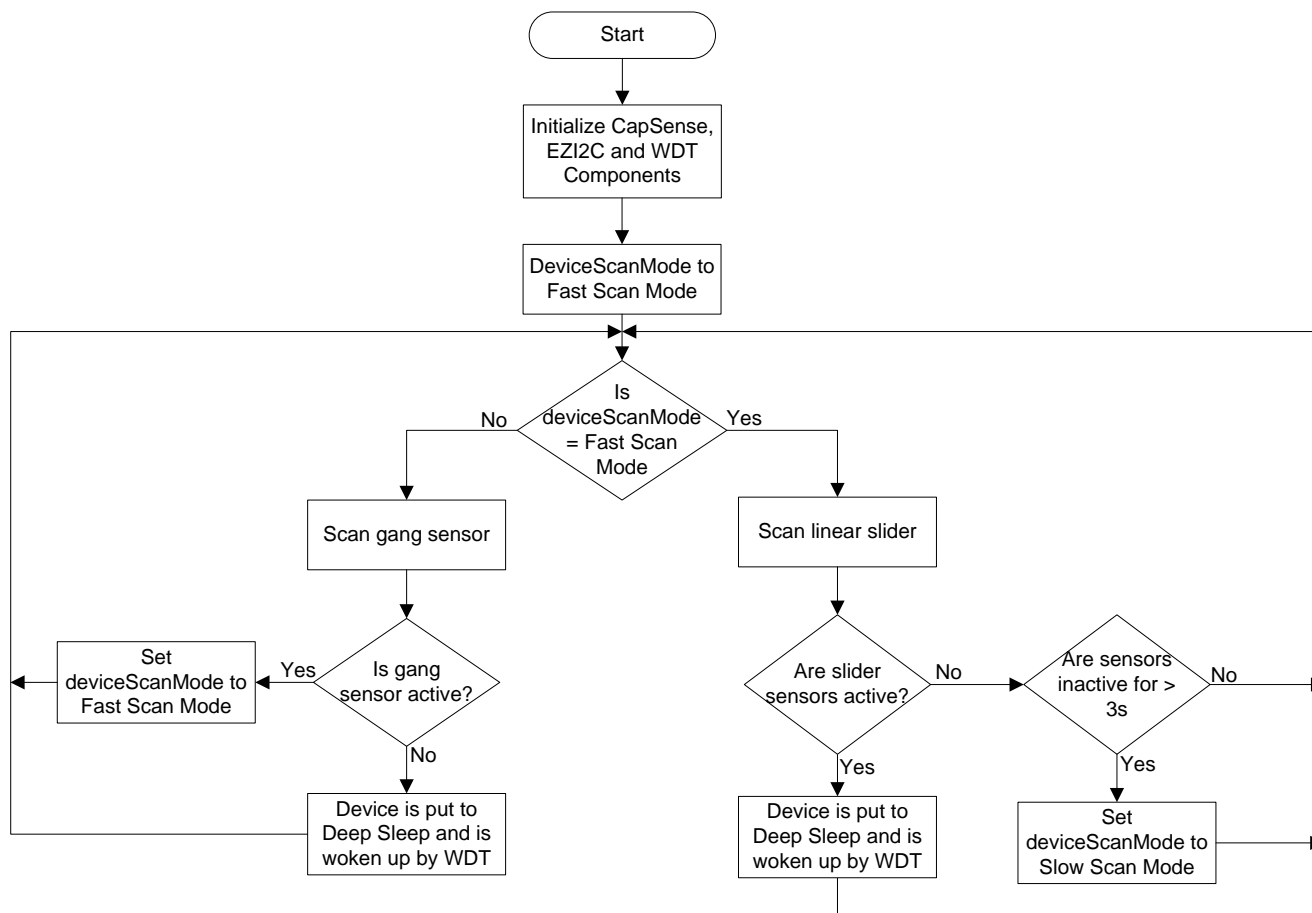 Start
Initialize CapSense,
EZI2C and WDT
Components
DeviceScanMode to
Fast Scan Mode
Is
deviceScanMode
= Fast Scan
Mode
No
Yes
Scan gang sensor
Scan linear slider
Set
deviceScanMode to
Fast Scan Mode
Yes
Is gang
sensor active?
No
Are slider
sensors active?
No
Are sensors
inactive for >
3s
No
Yes
Yes
Device is put to
Deep Sleep and is
woken up by WDT
Device is put to
Deep Sleep and is
woken up by WDT
Set
deviceScanMode to
Slow Scan Mode